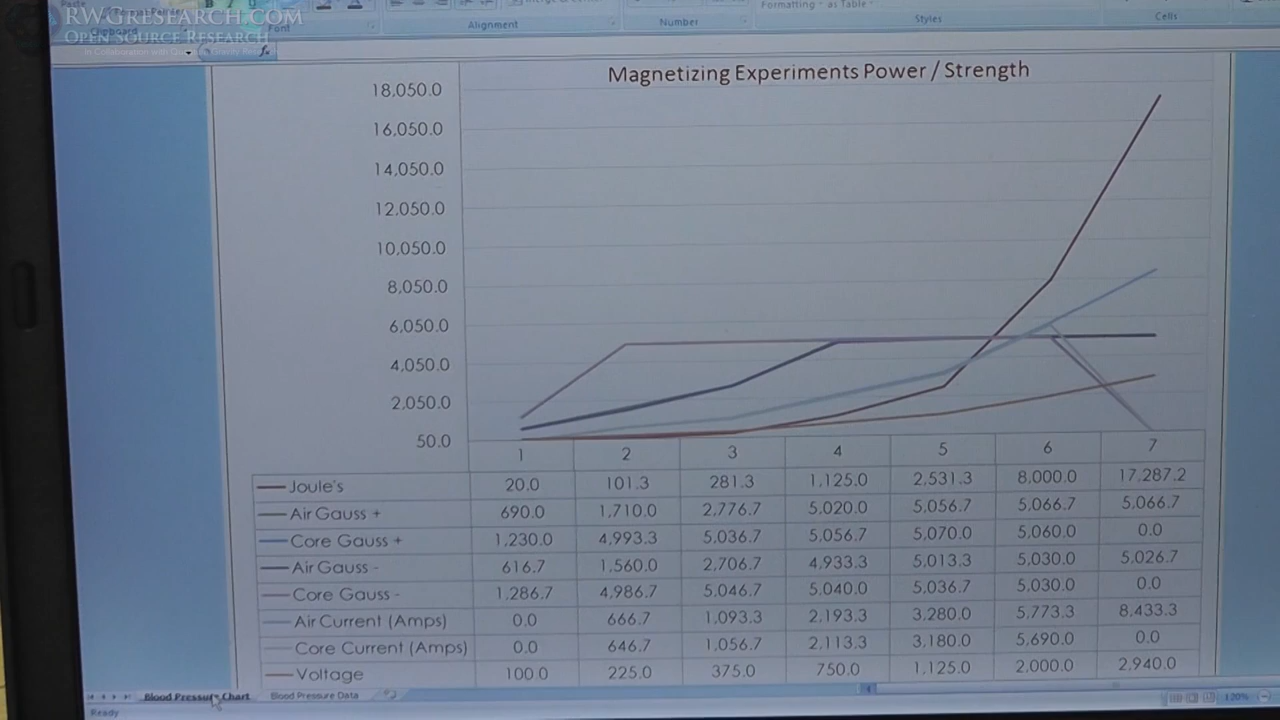 RWGRESEARCH.COM
OPEN SOURCE RESEARCH
Paste
Format Painter
Clipboard
Font
Alignment
Number
Formatting ~ as Table ~
Styles
Cells
Magnetizing Experiments Power / Strength
18,050.0
16,050.0
14,050.0
12,050.0
10,050.0
8,050.0
6,050.0
4,050.0
2,050.0
50.0
1 2 3 4 5 6 7
Joule's 20.0 101.3 281.3 1,125.0 2,531.3 8,000.0 17,287.2
Air Gauss + 690.0 1,710.0 2,776.7 5,020.0 5,056.7 5,066.7 5,066.7
Core Gauss + 1,230.0 4,993.3 5,036.7 5,056.7 5,070.0 5,060.0 0.0
Air Gauss - 616.7 1,560.0 2,706.7 4,933.3 5,013.3 5,030.0 5,026.7
Core Gauss - 1,286.7 4,986.7 5,046.7 5,040.0 5,036.7 5,030.0 0.0
Air Current (Amps) 0.0 666.7 1,093.3 2,193.3 3,280.0 5,773.3 8,433.3
Core Current (Amps) 0.0 646.7 1,056.7 2,113.3 3,180.0 5,690.0 0.0
Voltage 100.0 225.0 375.0 750.0 1,125.0 2,000.0 2,940.0
Blood Pressure Chart Blood Pressure Data
Ready 120%